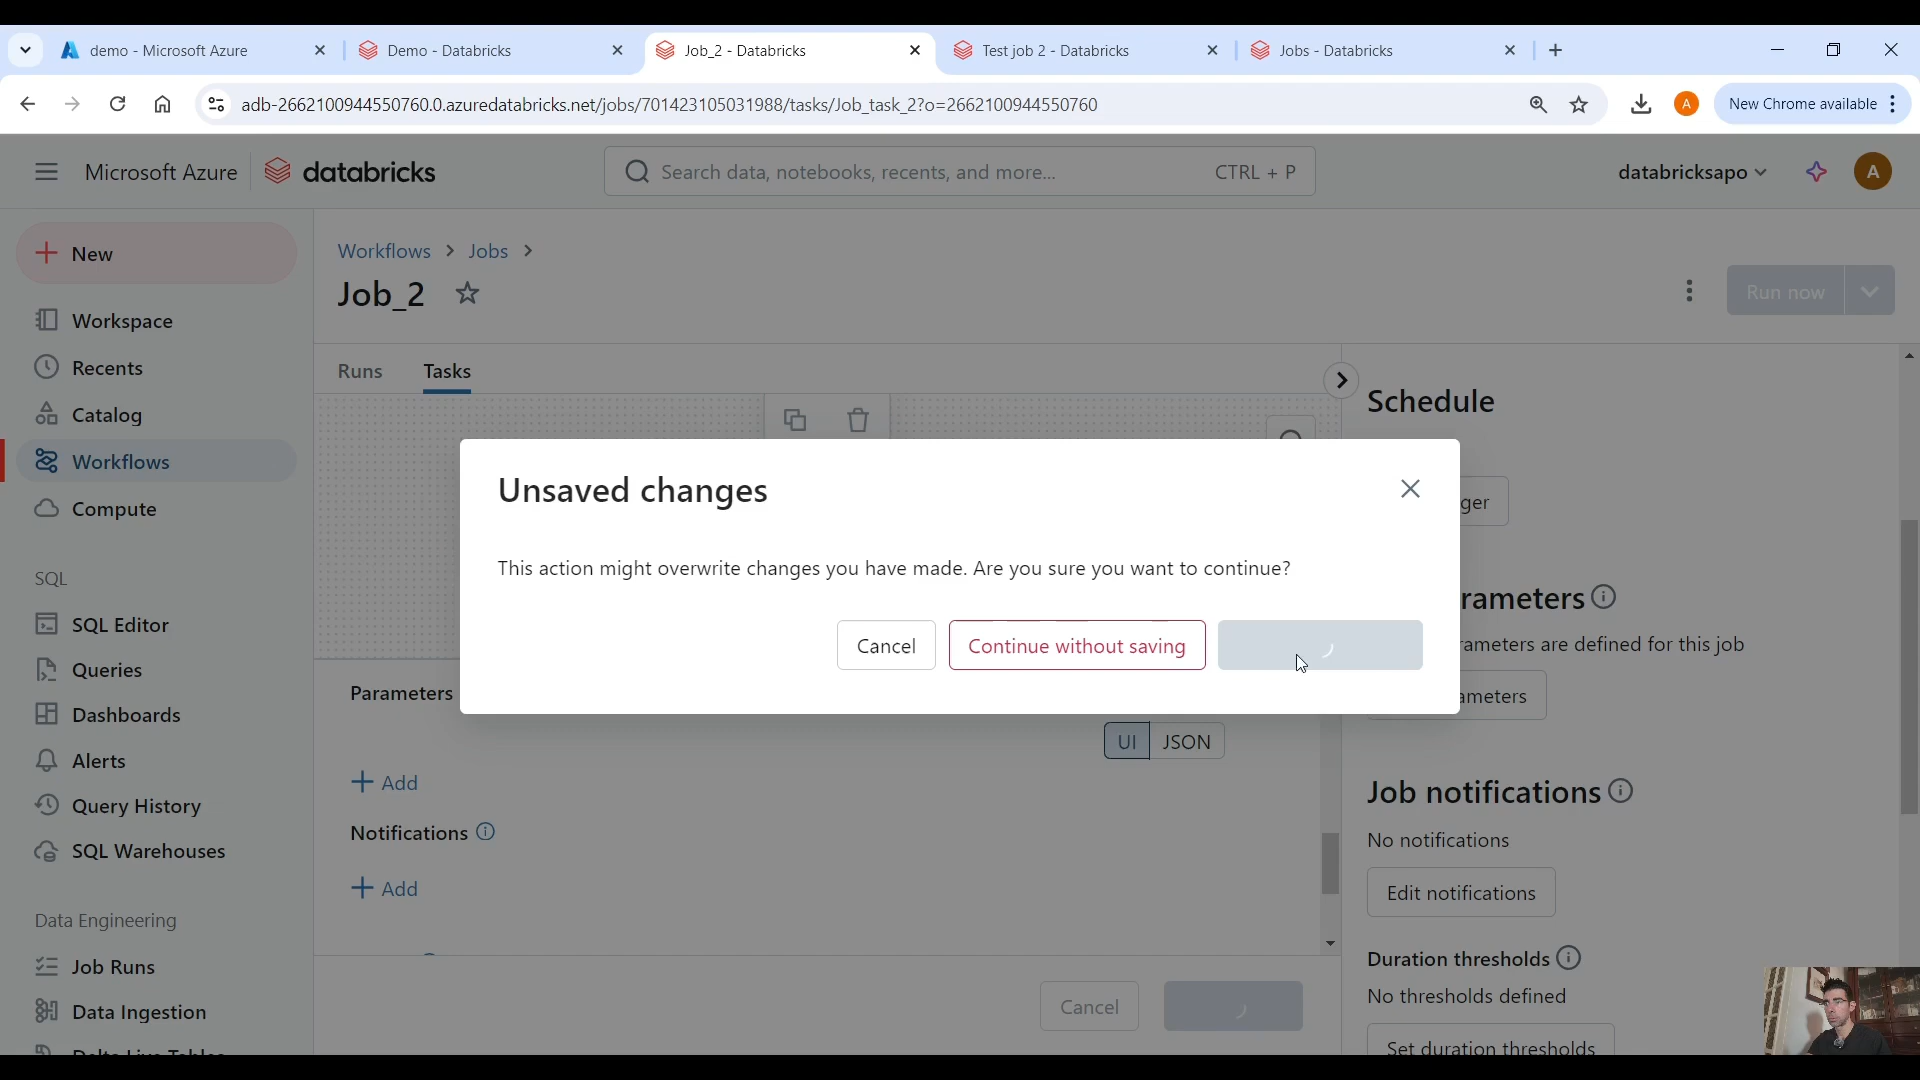 demo - Microsoft Azure
Demo - Databricks
Job_2 - Databricks
Test job 2 - Databricks
Jobs - Databricks
adb-2662100944550760.0.azuredatabricks.net/jobs/701423105031988/tasks/Job_task_2?o=2662100944550760
A
New Chrome available
Microsoft Azure
databricks
Search data, notebooks, recents, and more...
CTRL + P
databricksapo
A
New
Workspace
Recents
Catalog
Workflows
Compute
SQL
SQL Editor
Queries
Dashboards
Alerts
Query History
SQL Warehouses
Data Engineering
Job Runs
Data Ingestion
Delta Live Tables
Workflows > Jobs >
Job_2
Run now
Runs
Tasks
Unsaved changes
This action might overwrite changes you have made. Are you sure you want to continue?
Cancel
Continue without saving
Parameters
UI
JSON
Add
Notifications
Add
Cancel
Schedule
ger
rameters
rameters are defined for this job
ameters
Job notifications
No notifications
Edit notifications
Duration thresholds
No thresholds defined
Set duration thresholds